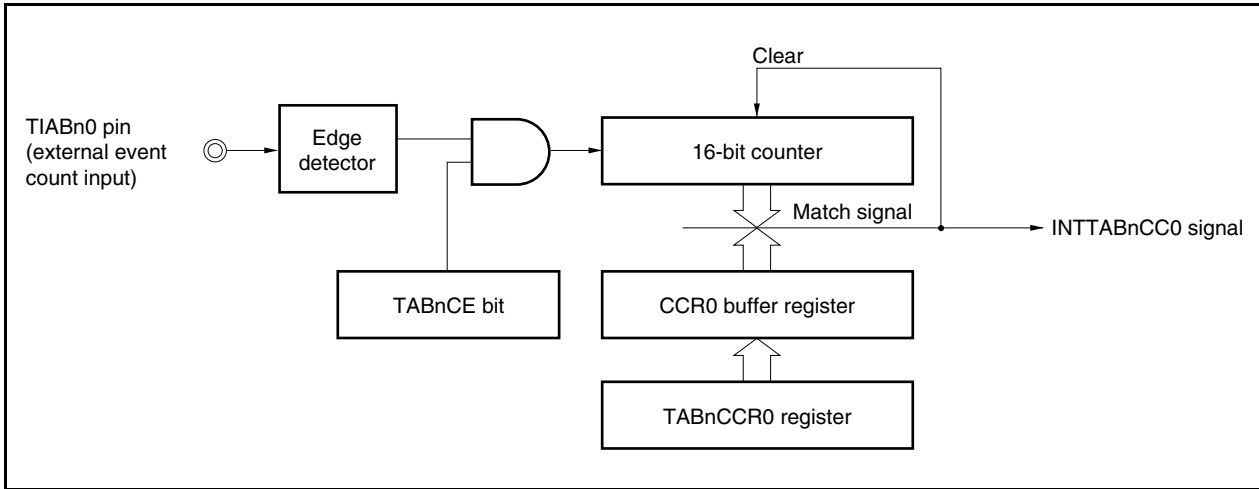 Clear
TIABn0 pin
(external event
count input)
Edge
detector
16-bit counter
Match signal
INTTABnCC0 signal
TABnCE bit
CCR0 buffer register
TABnCCR0 register